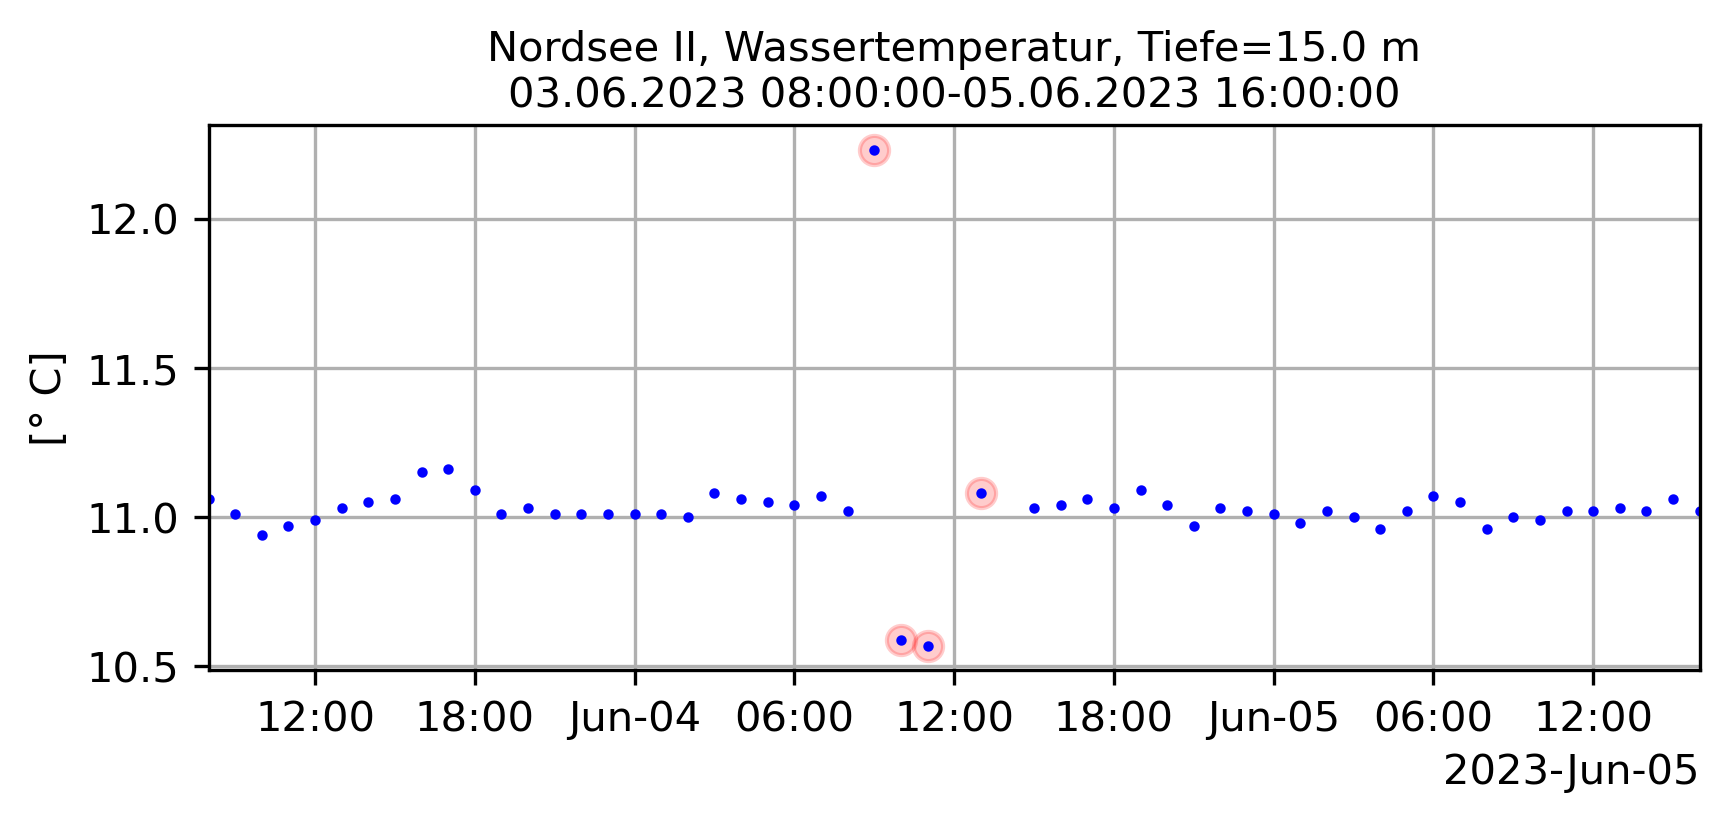 Nordsee II, Wassertemperatur, Tiefe=15.0 m
03.06.2023 08:00:00-05.06.2023 16:00:00
[° C]
12.0
11.5
11.0
10.5
12:00 18:00 Jun-04 06:00 12:00 18:00 Jun-05 06:00 12:00
2023-Jun-05